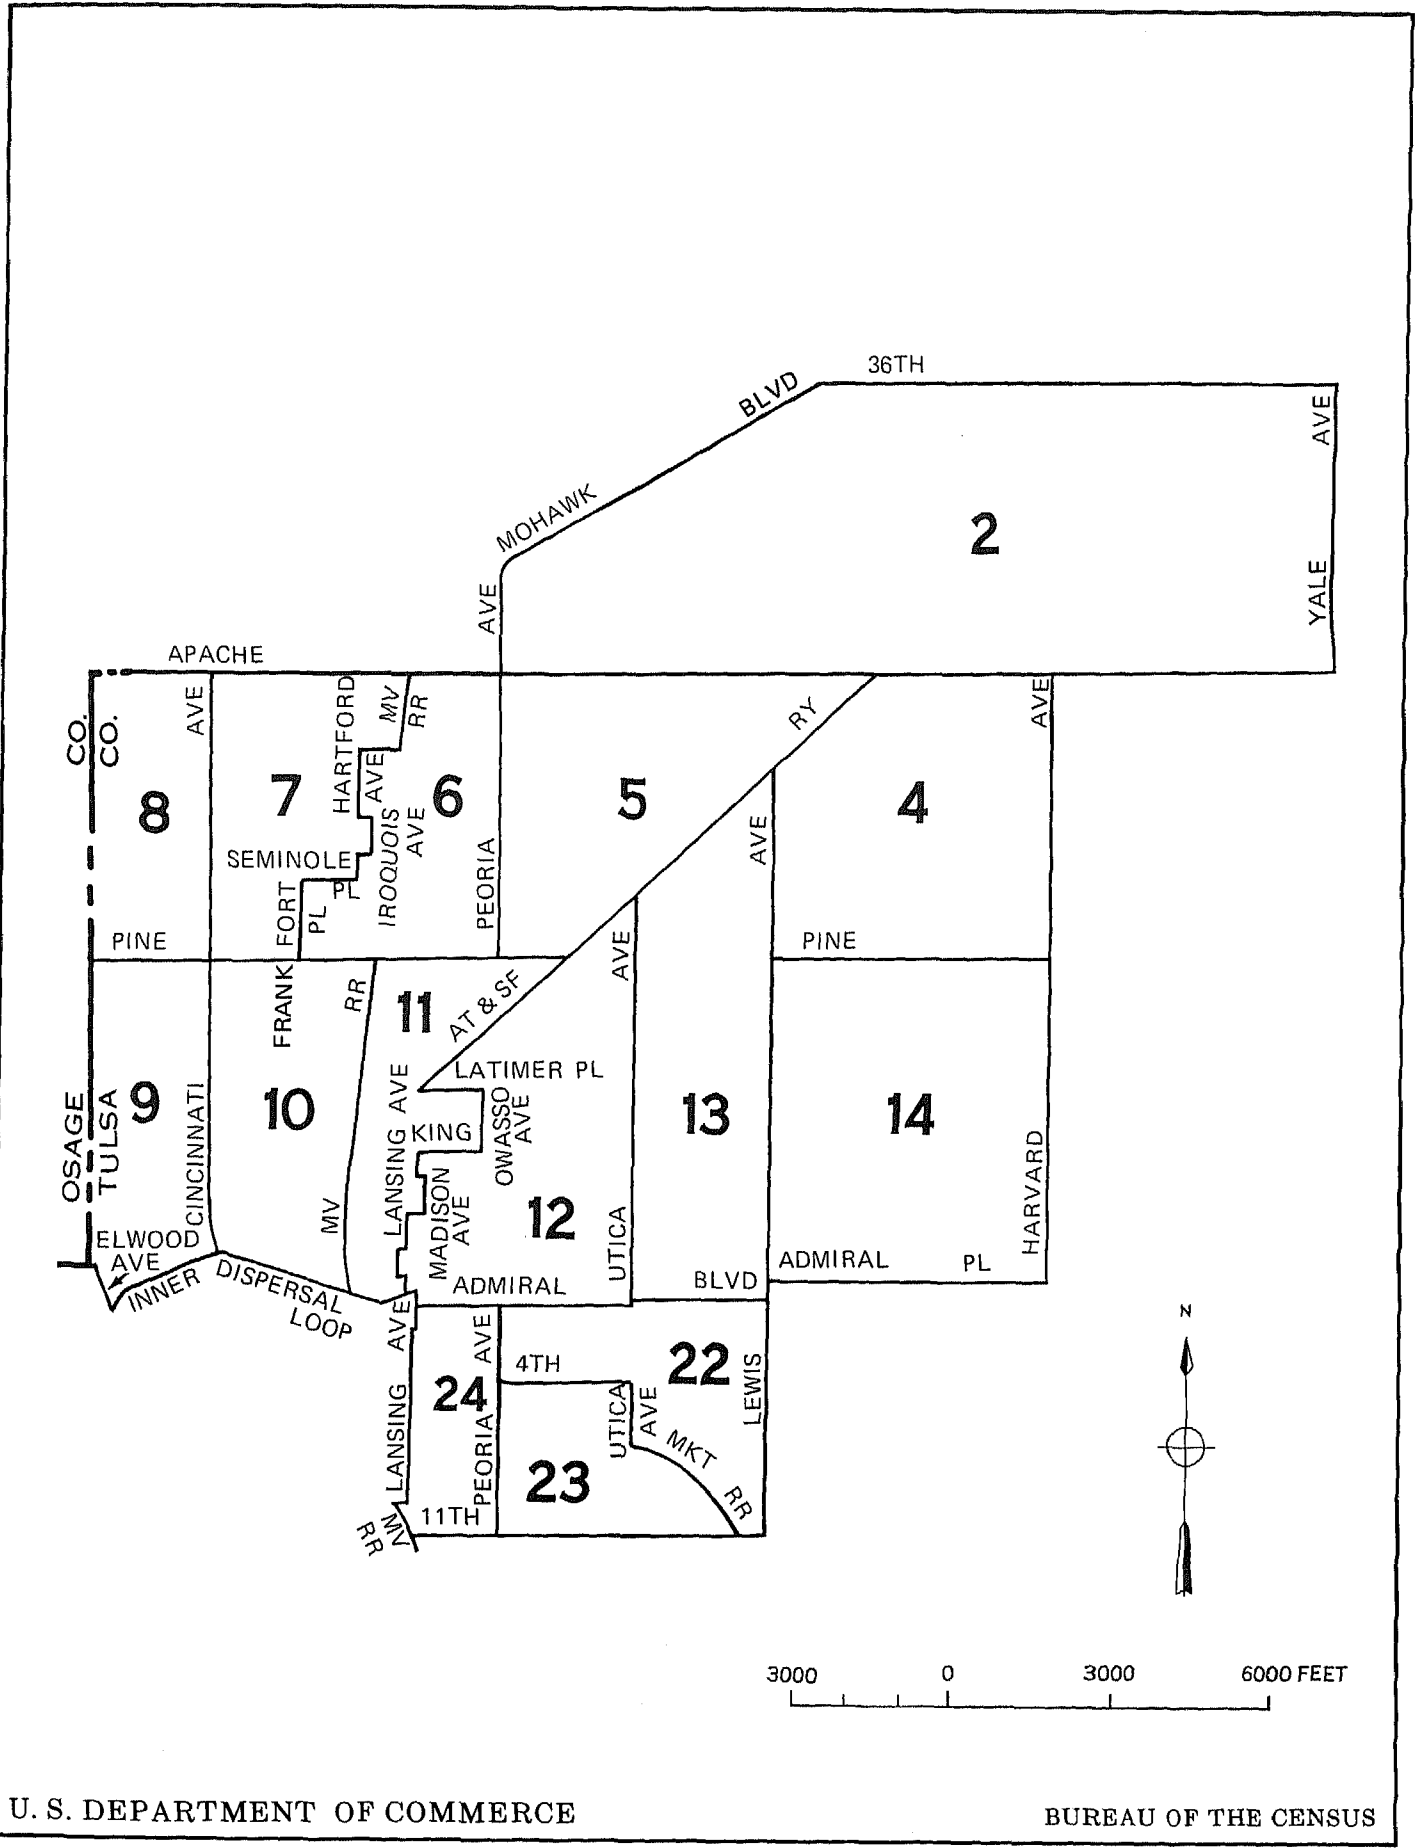 36TH
MOHAWK BLVD
YALE AVE
2
AVE
APACHE
OSAGE CO.
TULSA CO.
8
CINCINNATI AVE
7
HARTFORD AVE
MV RR
IROQUOIS AVE
6
SEMINOLE PL
FRANK FORT PL
PEORIA
5
AT & SF RY
AVE
4
HARVARD AVE
PINE
PINE
9
10
MV RR
11
UTICA AVE
LATIMER PL
LANSING AVE
KING
OWASSO AVE
MADISON AVE
12
13
14
ELWOOD AVE
INNER DISPERSAL LOOP
ADMIRAL BLVD
ADMIRAL PL
LANSING AVE
PEORIA AVE
24
4TH
22
LEWIS
UTICA AVE
MKT RR
23
11TH
MV RR
N
3000 0 3000 6000 FEET
U. S. DEPARTMENT OF COMMERCE
BUREAU OF THE CENSUS